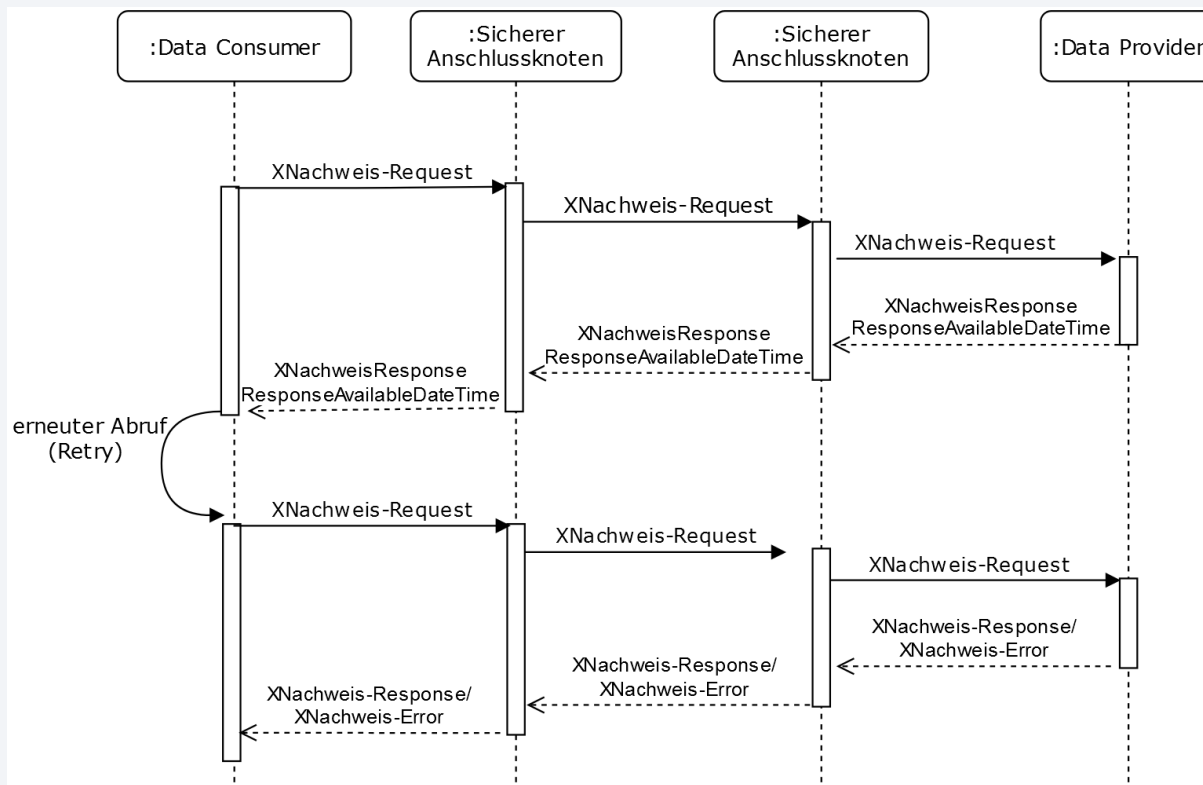 :Data Consumer
:Sicherer
Anschlussknoten
:Sicherer
Anschlussknoten
:Data Provider
XNachweis-Request
XNachweis-Request
XNachweis-Request
XNachweisResponse
ResponseAvailableDateTime
XNachweisResponse
ResponseAvailableDateTime
XNachweisResponse
ResponseAvailableDateTime
erneuter Abruf
(Retry)
XNachweis-Request
XNachweis-Request
XNachweis-Request
XNachweis-Response/
XNachweis-Error
XNachweis-Response/
XNachweis-Error
XNachweis-Response/
XNachweis-Error